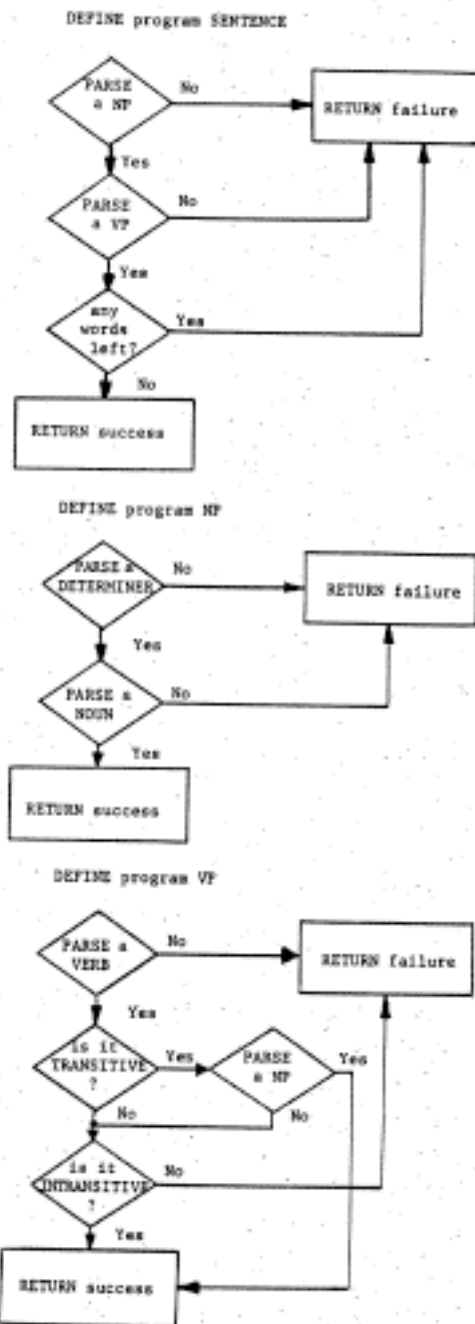 DEFINE program SENTENCE
PARSE
a NP
No
RETURN failure
Yes
PARSE
a VP
No
Yes
any
words
left?
Yes
No
RETURN success
DEFINE program NP
PARSE a
DETERMINER
No
RETURN failure
Yes
PARSE a
NOUN
No
Yes
RETURN success
DEFINE program VP
PARSE a
VERB
No
RETURN failure
Yes
is it
TRANSITIVE
?
Yes
PARSE
a NP
Yes
No
No
is it
INTRANSITIVE
?
No
Yes
RETURN success